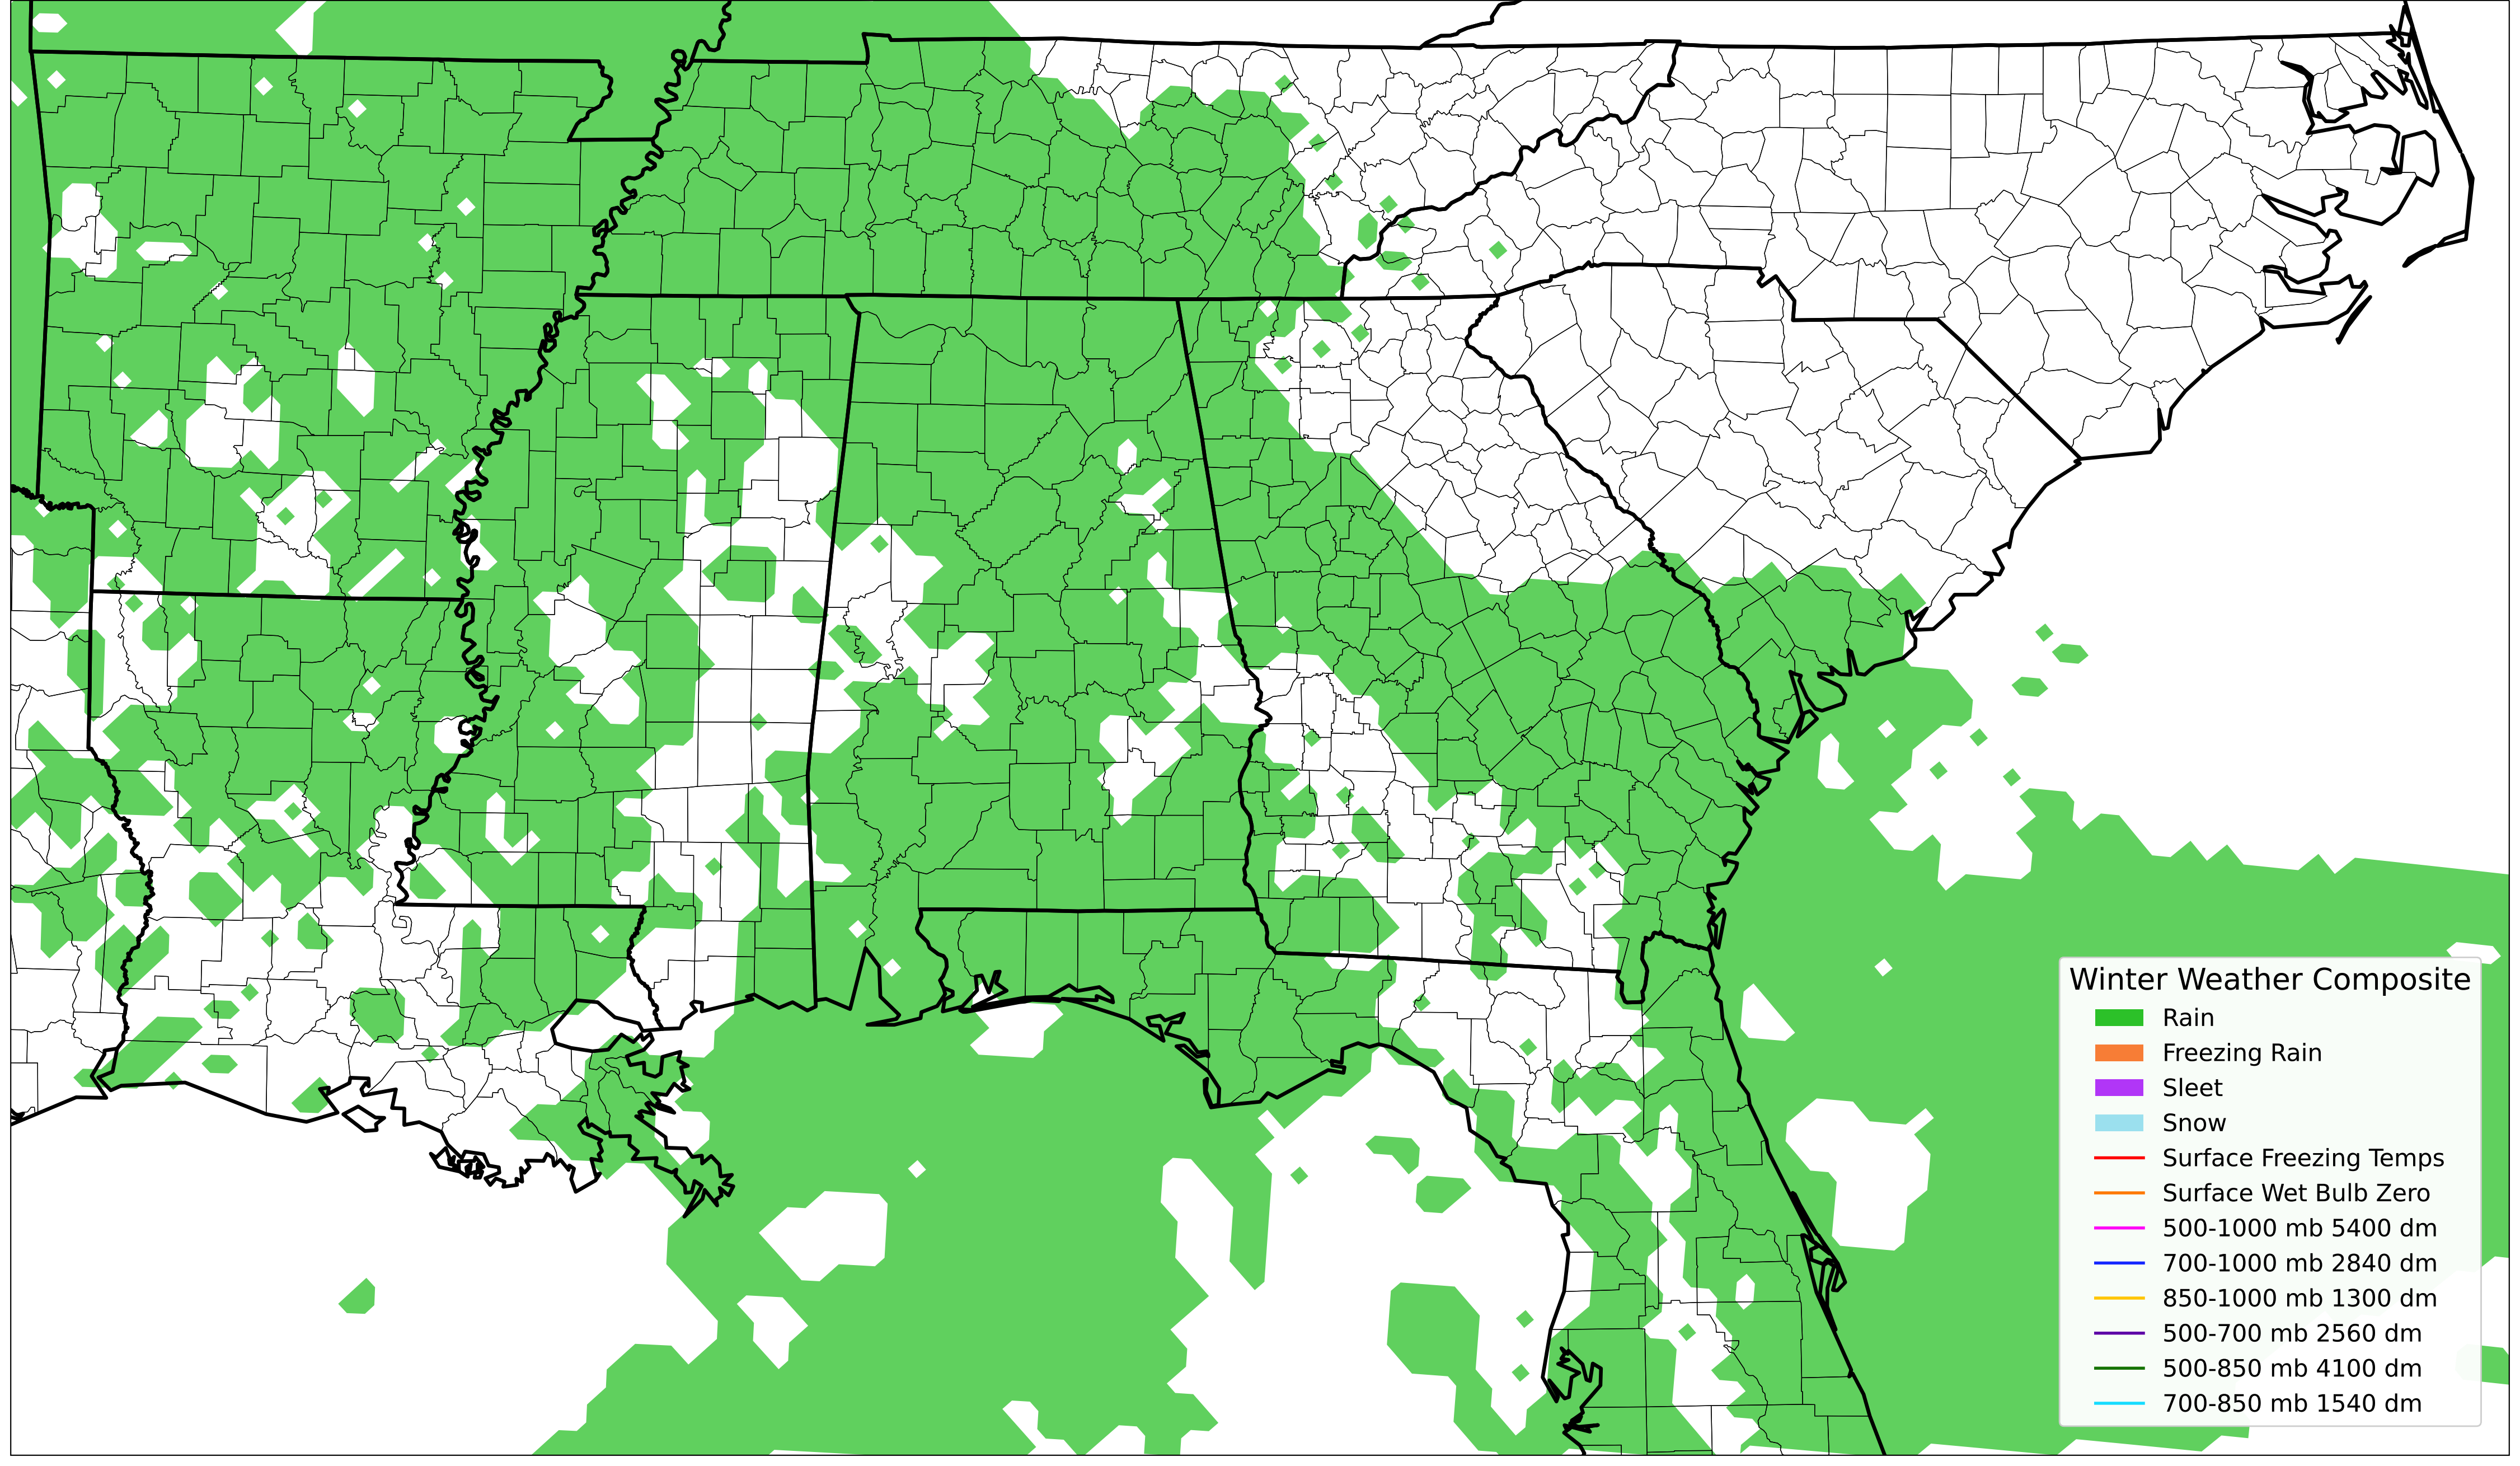 Winter Weather Composite
Rain
Freezing Rain
Sleet
Snow
Surface Freezing Temps
Surface Wet Bulb Zero
500-1000 mb 5400 dm
700-1000 mb 2840 dm
850-1000 mb 1300 dm
500-700 mb 2560 dm
500-850 mb 4100 dm
700-850 mb 1540 dm